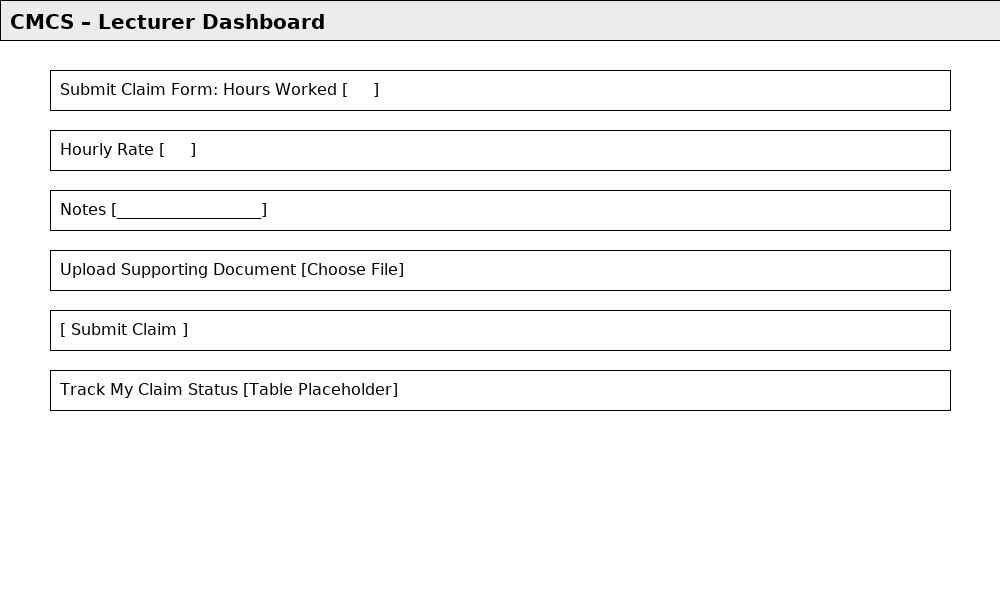 CMCS – Lecturer Dashboard
Submit Claim Form: Hours Worked [     ]
Hourly Rate [     ]
Notes [__________________]
Upload Supporting Document [Choose File]
[ Submit Claim ]
Track My Claim Status [Table Placeholder]